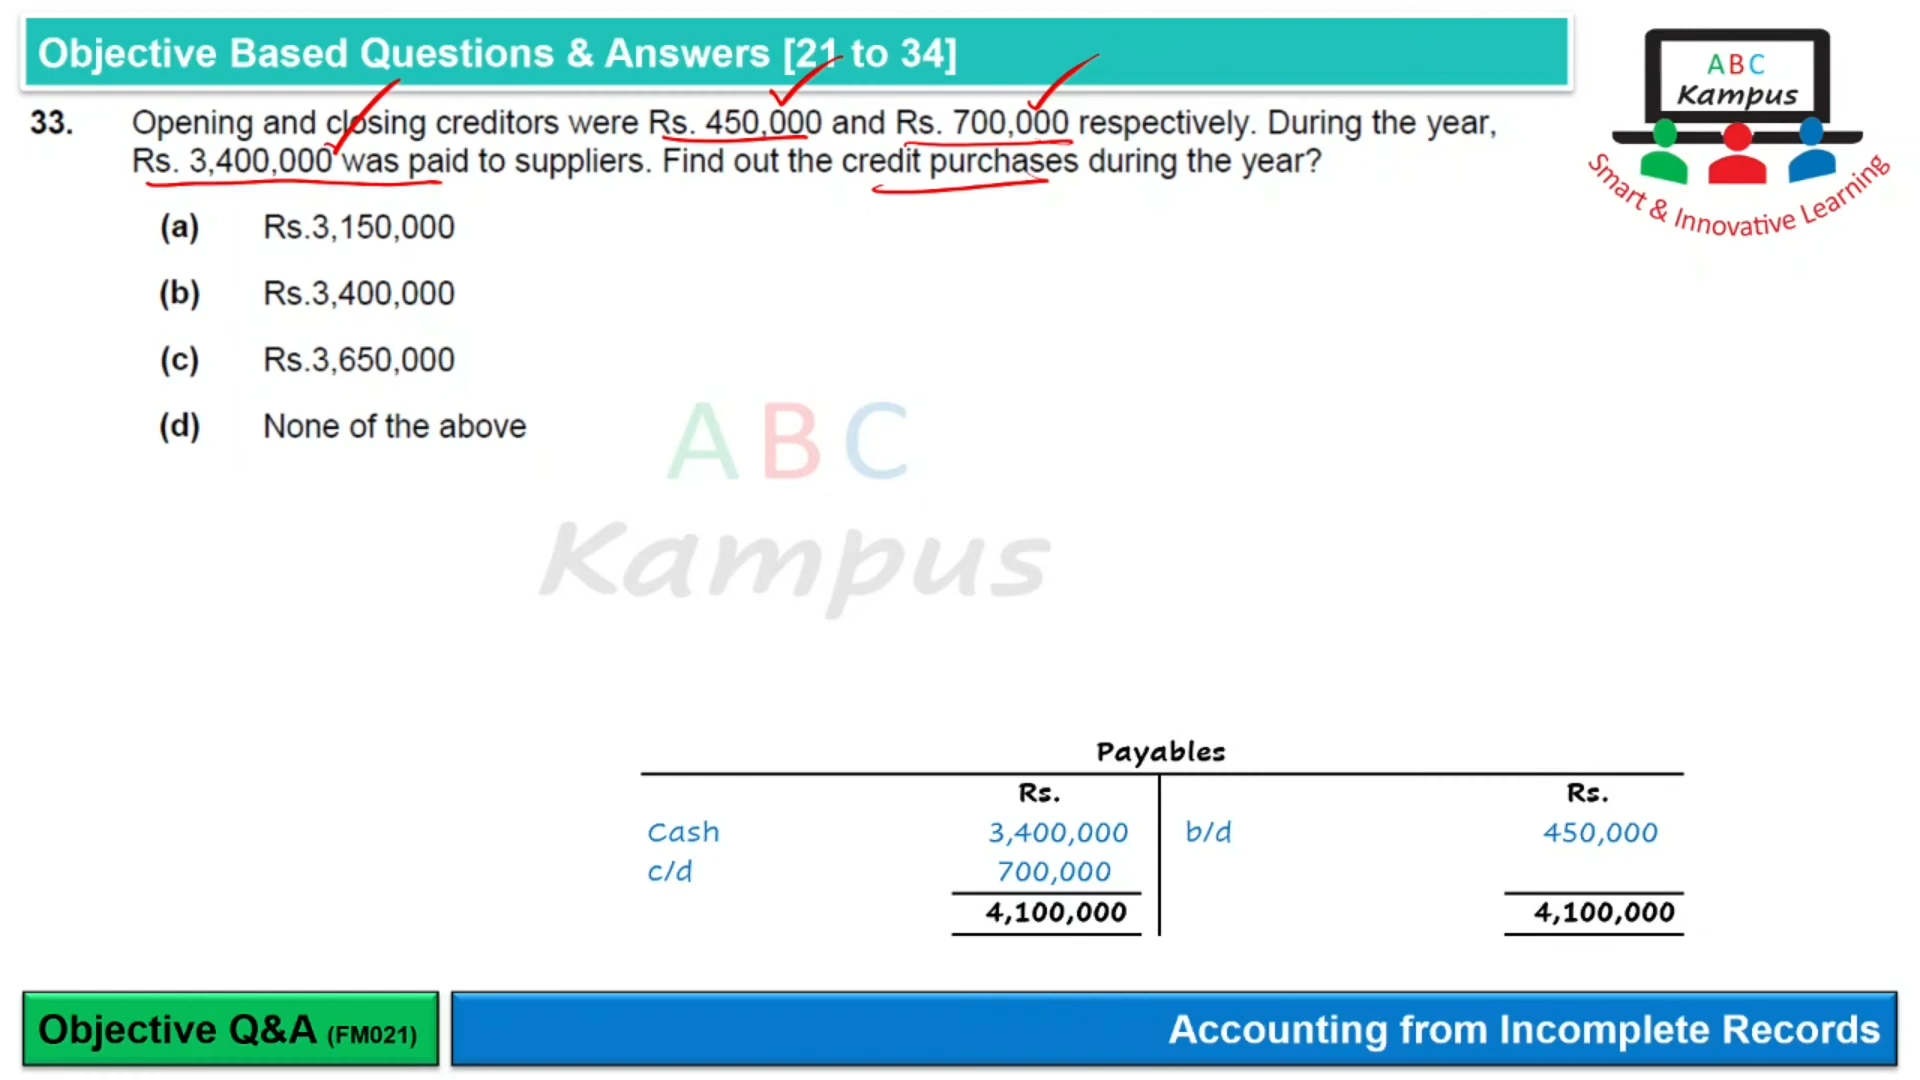 Objective Based Questions & Answers [21 to 34]
ABC
Kampus
Smart & Innovative Learning
33. Opening and closing creditors were Rs. 450,000 and Rs. 700,000 respectively. During the year,
Rs. 3,400,000 was paid to suppliers. Find out the credit purchases during the year?
(a) Rs.3,150,000
(b) Rs.3,400,000
(c) Rs.3,650,000
(d) None of the above
ABC
Kampus
Payables
Rs. Rs.
Cash 3,400,000 b/d 450,000
c/d 700,000
4,100,000 4,100,000
Objective Q&A (FM021)
Accounting from Incomplete Records